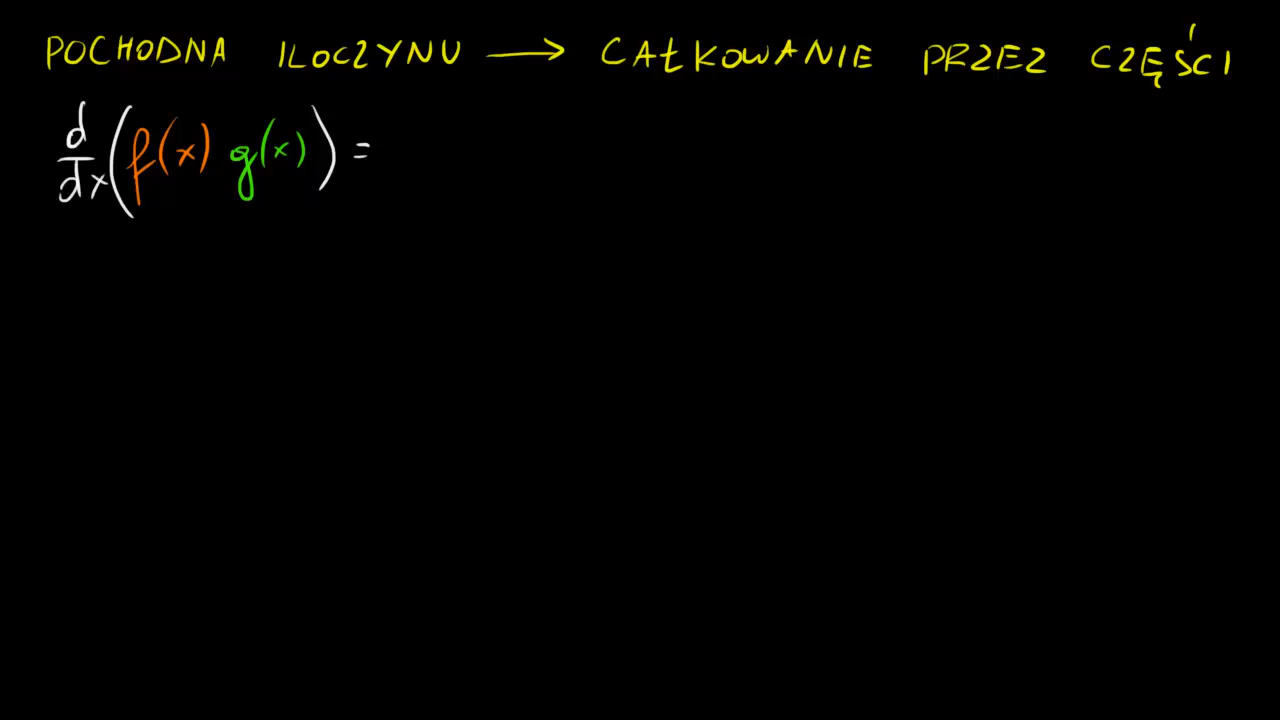 POCHODNA ILOCZYNU → CAŁKOWANIE PRZEZ CZĘŚCI
d/dx (f(x) g(x)) =